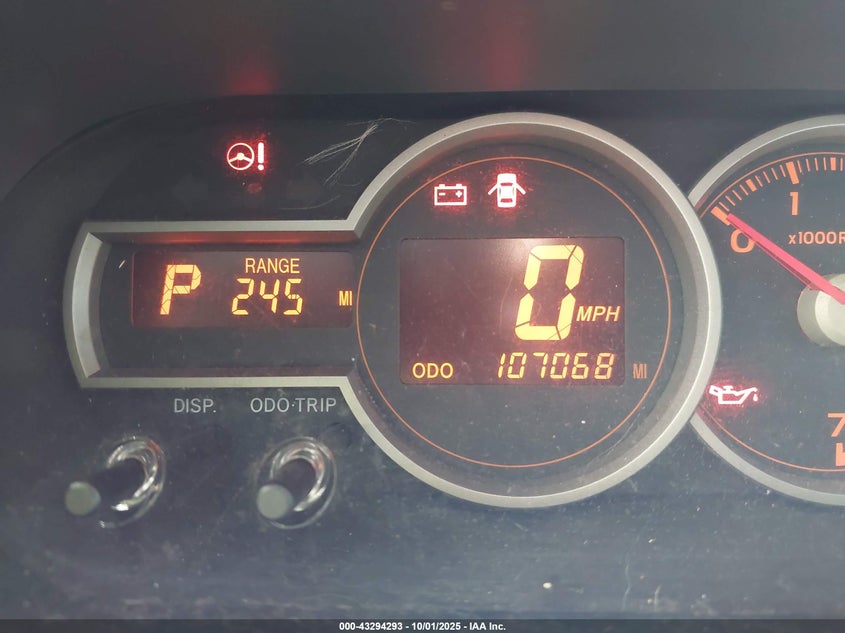 !
P RANGE 245 MI
0 MPH
ODO 107068 MI
DISP. ODO·TRIP
0 1
x1000R
7
000-43294293 - 10/01/2025 - IAA Inc.